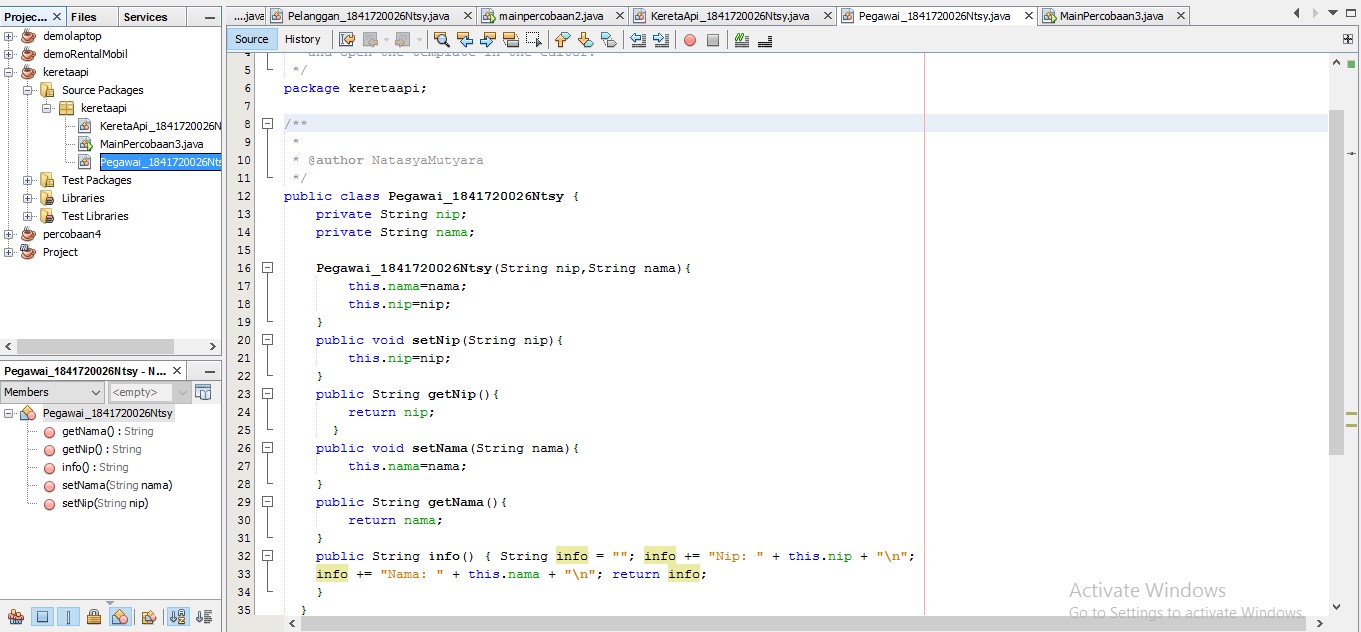 Projec... Files Services
demolaptop
demoRentalMobil
keretaapi
Source Packages
keretaapi
KeretaApi_1841720026N
MainPercobaan3.java
Pegawai_1841720026Nts
Test Packages
Libraries
Test Libraries
percobaan4
Project
Pegawai_1841720026Ntsy - N...
Members <empty>
Pegawai_1841720026Ntsy
getNama() : String
getNip() : String
info() : String
setNama(String nama)
setNip(String nip)
....java Pelanggan_1841720026Ntsy.java mainpercobaan2.java KeretaApi_1841720026Ntsy.java Pegawai_1841720026Ntsy.java MainPercobaan3.java
Source History
4 * and open the template in the editor.
5 */
6 package keretaapi;
7
8 /**
9 *
10 * @author NatasyaMutyara
11 */
12 public class Pegawai_1841720026Ntsy {
13 private String nip;
14 private String nama;
15
16 Pegawai_1841720026Ntsy(String nip,String nama){
17 this.nama=nama;
18 this.nip=nip;
19 }
20 public void setNip(String nip){
21 this.nip=nip;
22 }
23 public String getNip(){
24 return nip;
25 }
26 public void setNama(String nama){
27 this.nama=nama;
28 }
29 public String getNama(){
30 return nama;
31 }
32 public String info() { String info = ""; info += "Nip: " + this.nip + "\n";
33 info += "Nama: " + this.nama + "\n"; return info;
34 }
35 }
Activate Windows
Go to Settings to activate Windows.